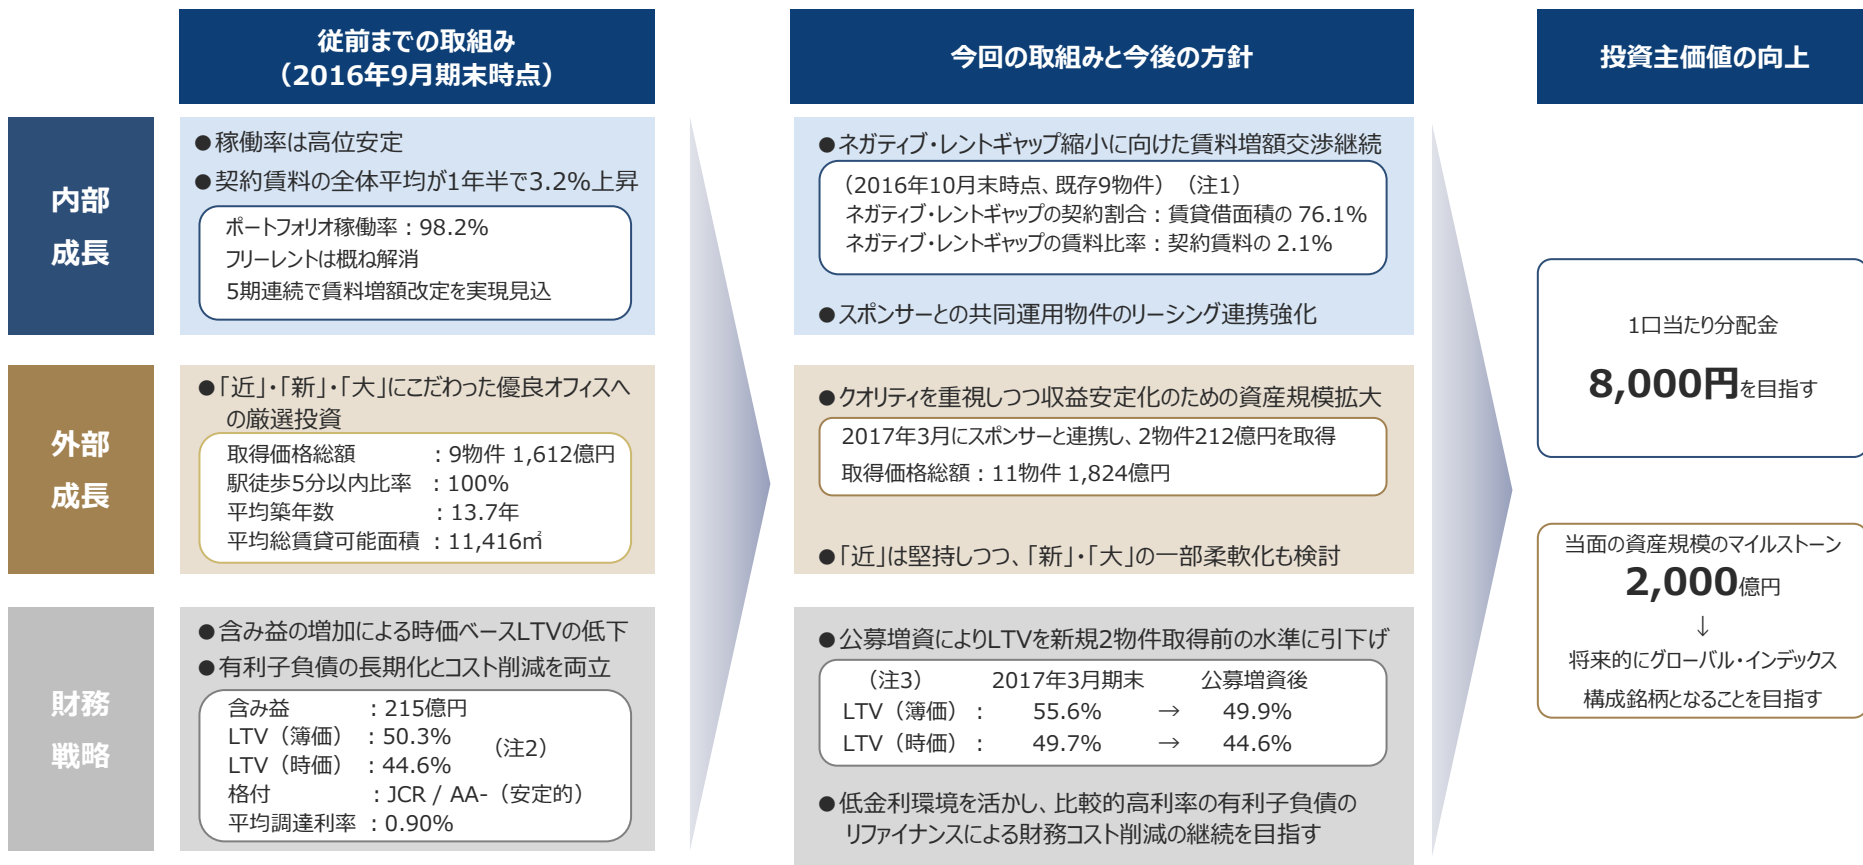 従前までの取組み
（2016年9月期末時点）
今回の取組みと今後の方針
投資主価値の向上
内部
成長
●稼働率は高位安定
●契約賃料の全体平均が1年半で3.2%上昇
ポートフォリオ稼働率：98.2%
フリーレントは概ね解消
5期連続で賃料増額改定を実現見込
●ネガティブ・レントギャップ縮小に向けた賃料増額交渉継続
（2016年10月末時点、既存9物件）（注1）
ネガティブ・レントギャップの契約割合：賃貸借面積の 76.1%
ネガティブ・レントギャップの賃料比率：契約賃料の 2.1%
●スポンサーとの共同運用物件のリーシング連携強化
外部
成長
●「近」・「新」・「大」にこだわった優良オフィスへ
の厳選投資
取得価格総額　　　：9物件 1,612億円
駅徒歩5分以内比率　：100%
平均築年数　　　　：13.7年
平均総賃貸可能面積　：11,416㎡
●クオリティを重視しつつ収益安定化のための資産規模拡大
2017年3月にスポンサーと連携し、2物件212億円を取得
取得価格総額：11物件 1,824億円
●「近」は堅持しつつ、「新」・「大」の一部柔軟化も検討
財務
戦略
●含み益の増加による時価ベースLTVの低下
●有利子負債の長期化とコスト削減を両立
含み益　　　：215億円
LTV（簿価）：50.3%
（注2）
LTV（時価）：44.6%
格付　　　　：JCR / AA-（安定的）
平均調達利率：0.90%
●公募増資によりLTVを新規2物件取得前の水準に引下げ
（注3）　2017年3月期末　公募増資後
LTV（簿価）：　55.6%　→　49.9%
LTV（時価）：　49.7%　→　44.6%
●低金利環境を活かし、比較的高利率の有利子負債の
リファイナンスによる財務コスト削減の継続を目指す
1口当たり分配金
8,000円を目指す
当面の資産規模のマイルストーン
2,000億円
↓
将来的にグローバル・インデックス
構成銘柄となることを目指す